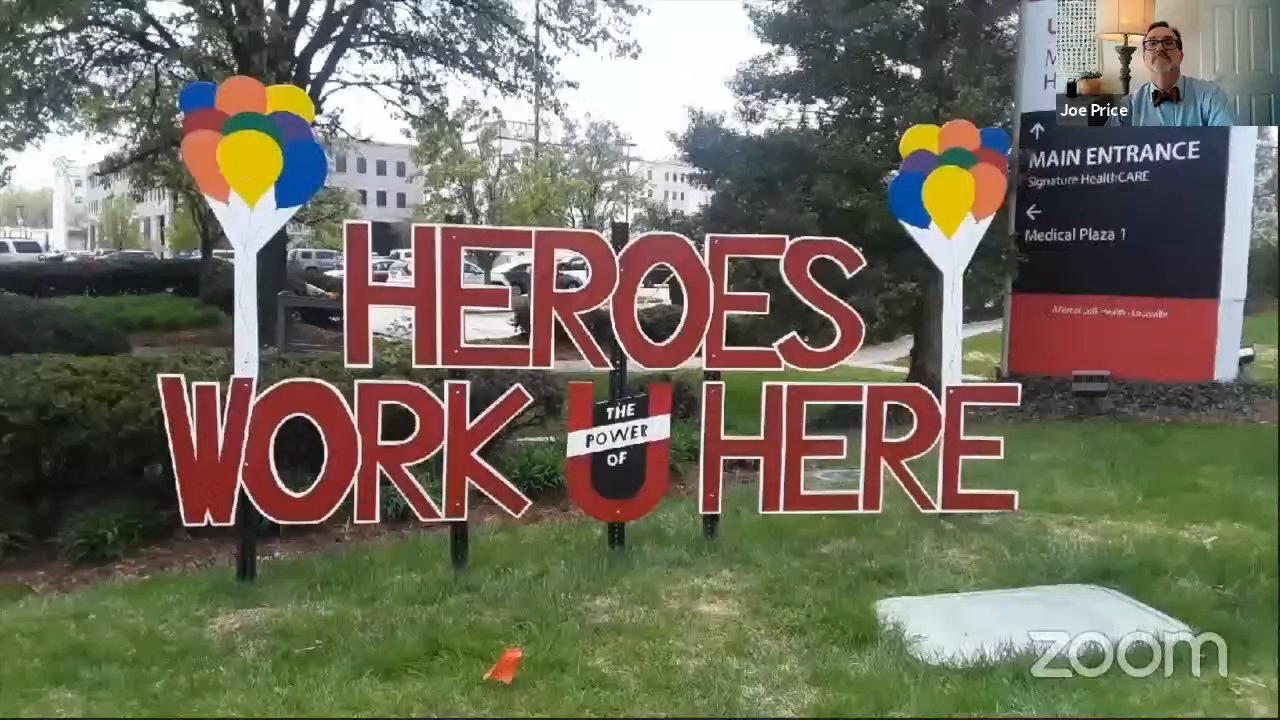 HEROES
WORK
THE
POWER
OF
HERE
U
M
H
Joe Price
MAIN ENTRANCE
Signature HealthCARE
Medical Plaza 1
zoom